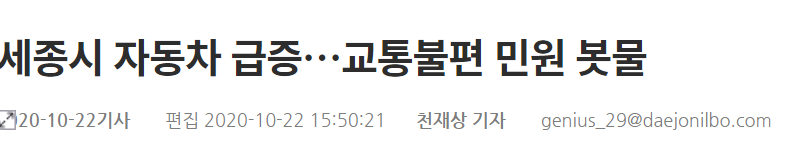 세종시 자동차 급증…교통불편 민원 봇물
20-10-22기사 편집 2020-10-22 15:50:21 천재상 기자 genius_29@daejonilbo.com